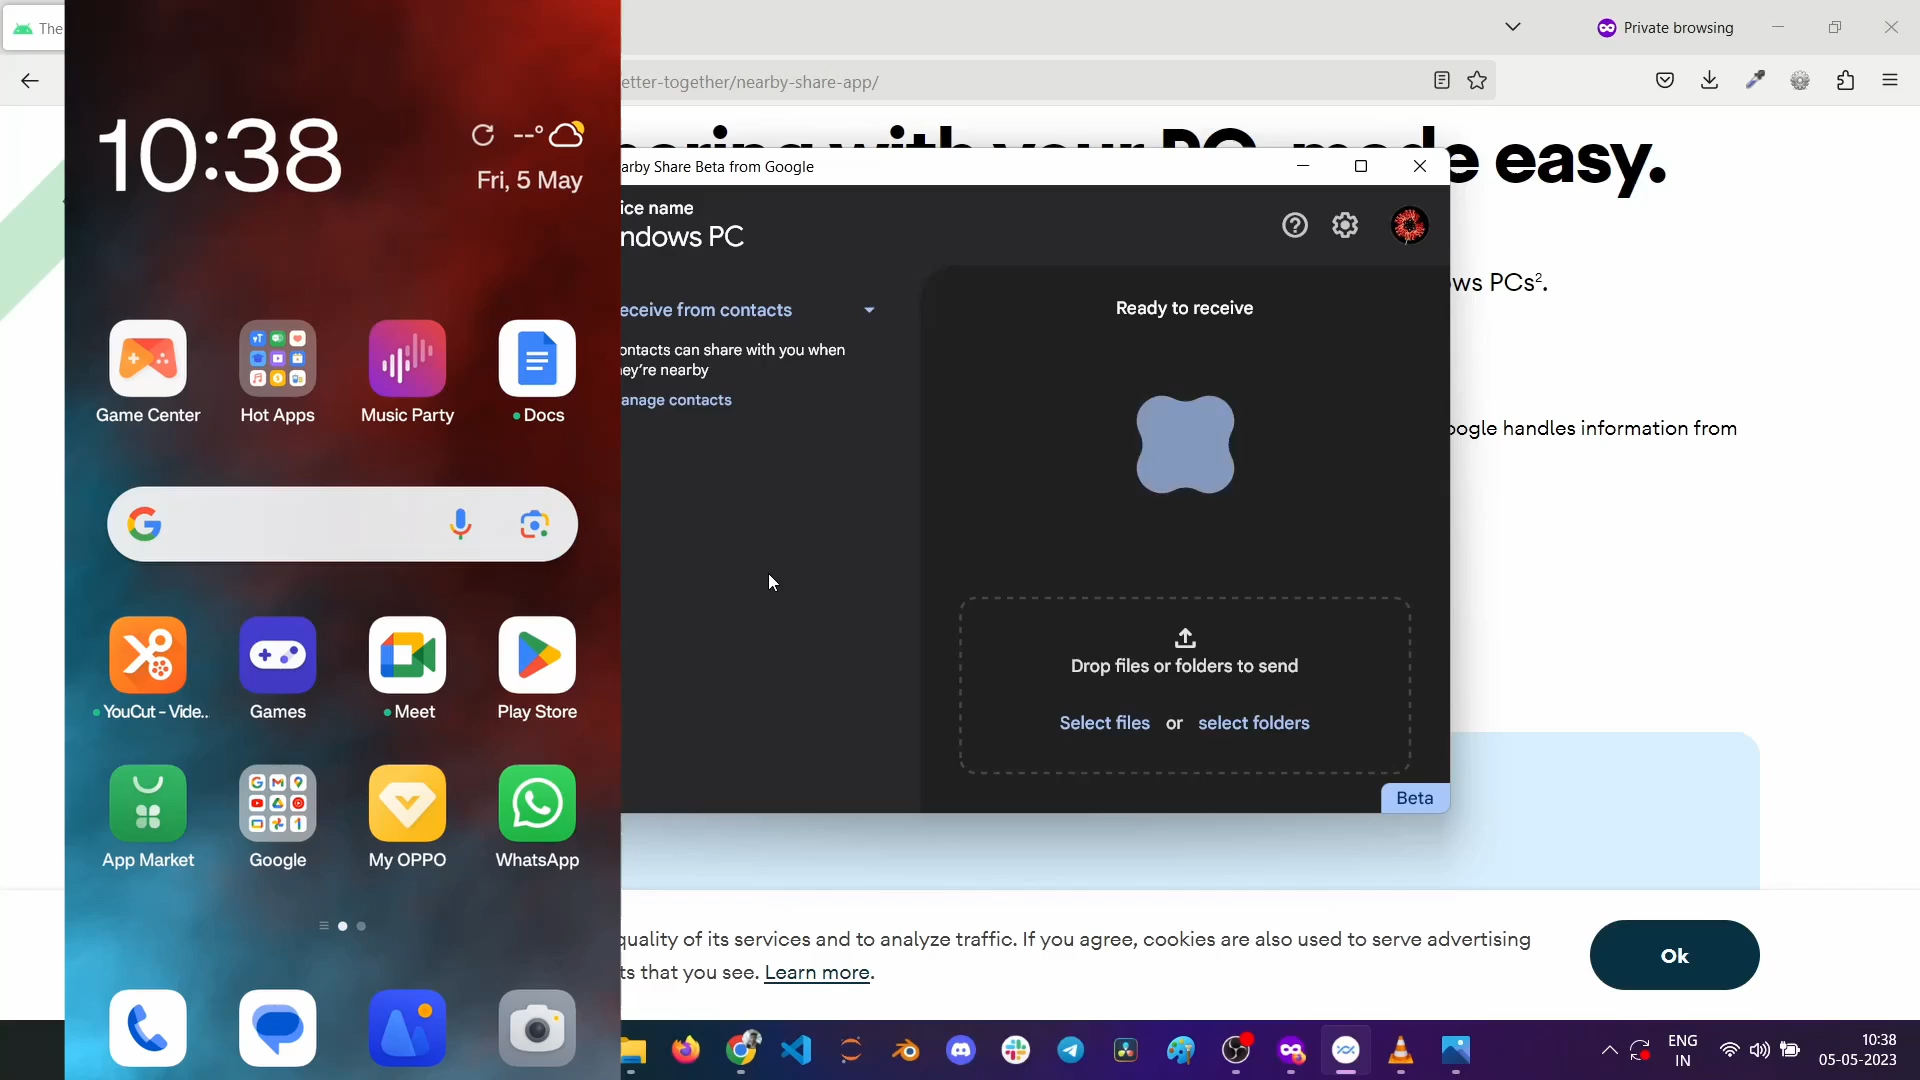 The
Private browsing
etter-together/nearby-share-app/
10:38
--°
Fri, 5 May
made easy.
arby Share Beta from Google
ice name
ndows PC
ws PCs².
eceive from contacts
ontacts can share with you when
ey're nearby
anage contacts
Ready to receive
oogle handles information from
Game Center
Hot Apps
Music Party
Docs
Drop files or folders to send
Select files or select folders
YouCut - Vide..
Games
Meet
Play Store
Beta
App Market
Google
My OPPO
WhatsApp
quality of its services and to analyze traffic. If you agree, cookies are also used to serve advertising
ts that you see. Learn more.
Ok
ENG
IN
10:38
05-05-2023